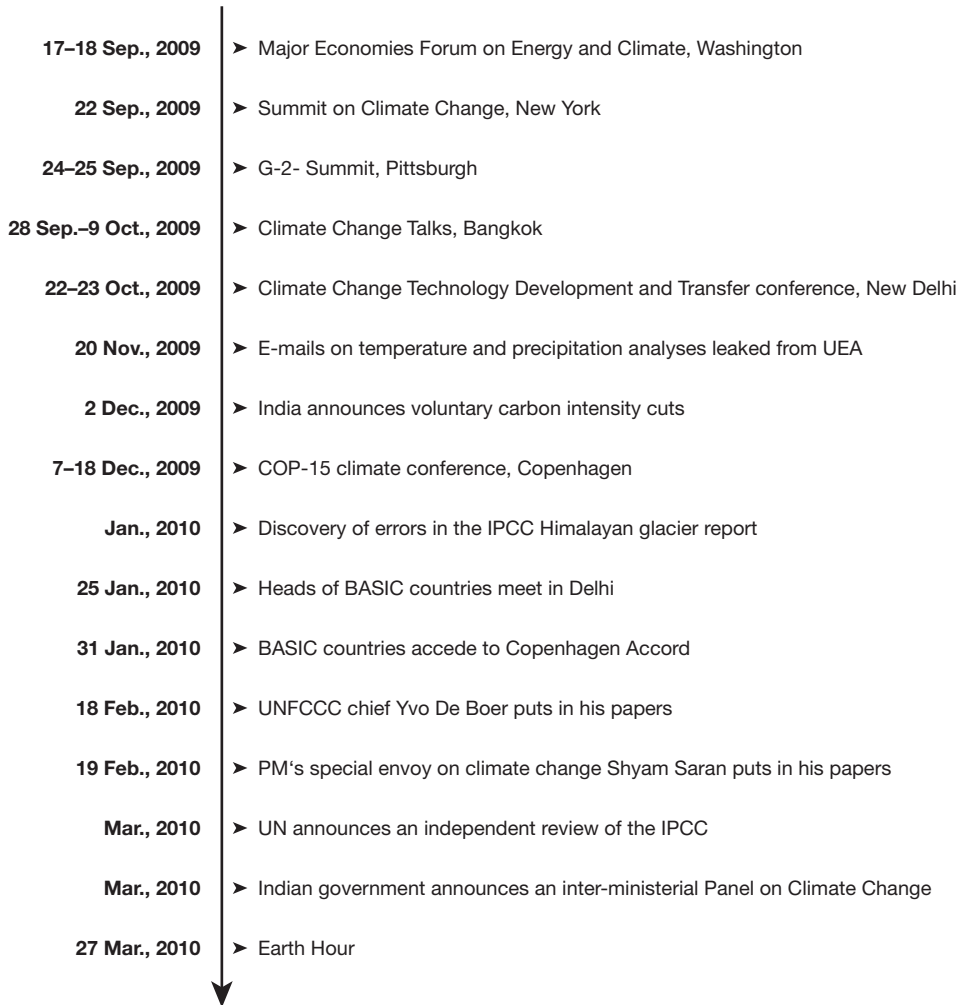 17–18 Sep., 2009 ➤ Major Economies Forum on Energy and Climate, Washington
22 Sep., 2009 ➤ Summit on Climate Change, New York
24–25 Sep., 2009 ➤ G-2- Summit, Pittsburgh
28 Sep.–9 Oct., 2009 ➤ Climate Change Talks, Bangkok
22–23 Oct., 2009 ➤ Climate Change Technology Development and Transfer conference, New Delhi
20 Nov., 2009 ➤ E-mails on temperature and precipitation analyses leaked from UEA
2 Dec., 2009 ➤ India announces voluntary carbon intensity cuts
7–18 Dec., 2009 ➤ COP-15 climate conference, Copenhagen
Jan., 2010 ➤ Discovery of errors in the IPCC Himalayan glacier report
25 Jan., 2010 ➤ Heads of BASIC countries meet in Delhi
31 Jan., 2010 ➤ BASIC countries accede to Copenhagen Accord
18 Feb., 2010 ➤ UNFCCC chief Yvo De Boer puts in his papers
19 Feb., 2010 ➤ PM‘s special envoy on climate change Shyam Saran puts in his papers
Mar., 2010 ➤ UN announces an independent review of the IPCC
Mar., 2010 ➤ Indian government announces an inter-ministerial Panel on Climate Change
27 Mar., 2010 ➤ Earth Hour